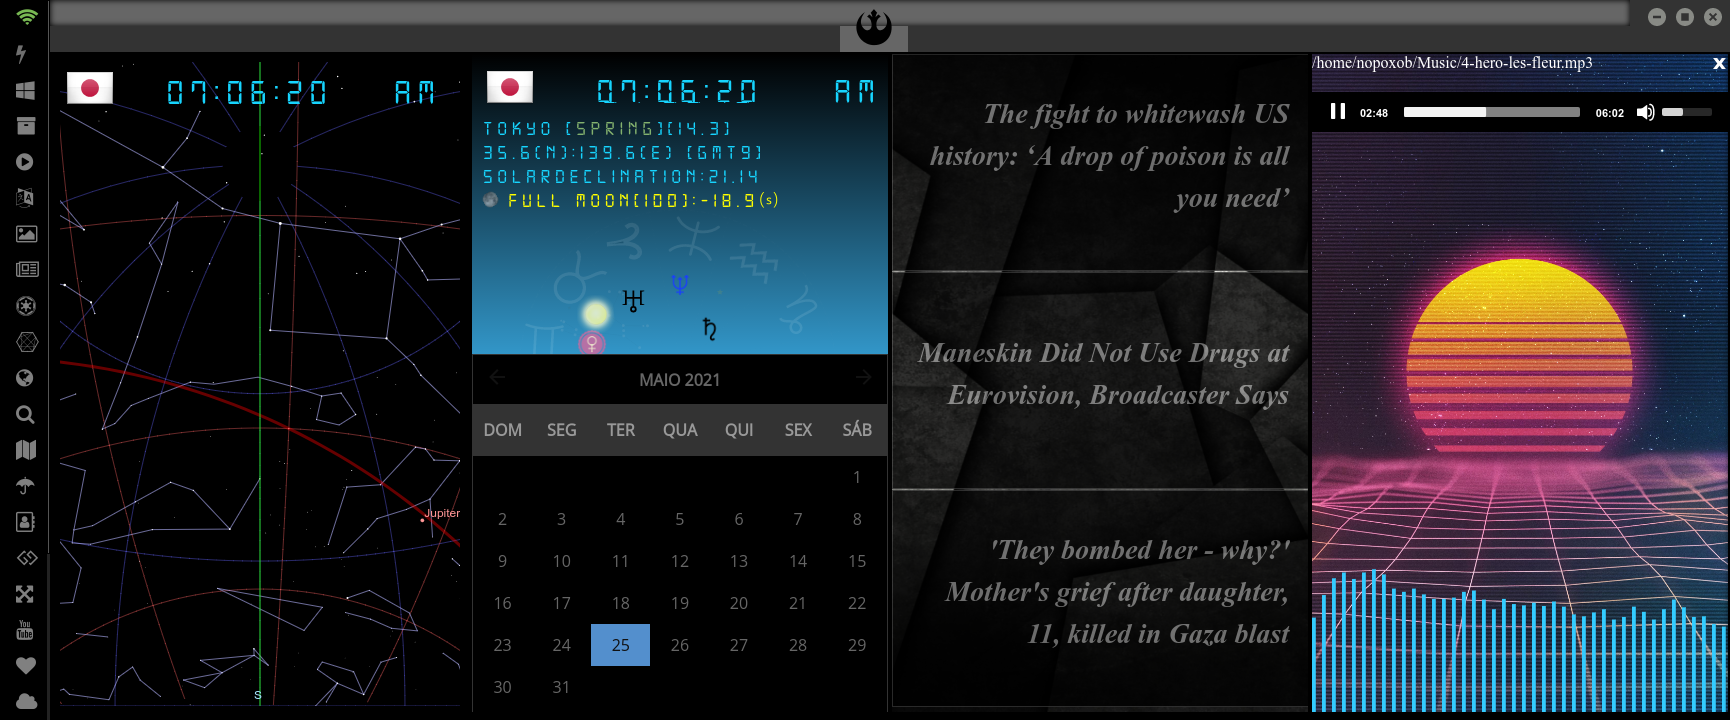 07:06:20 AM
Jupiter
S
07:06:20 AM
TOKYO [SPRING][14.3]
35.6(N):139.6(E) [GMT9]
SOLARDECLINATION:21.14
FULL MOON[100]:-18.9(s)
MAIO 2021
DOM SEG TER QUA QUI SEX SÁB
1
2 3 4 5 6 7 8
9 10 11 12 13 14 15
16 17 18 19 20 21 22
23 24 25 26 27 28 29
30 31
The fight to whitewash US
history: ‘A drop of poison is all
you need’
Maneskin Did Not Use Drugs at
Eurovision, Broadcaster Says
'They bombed her - why?'
Mother's grief after daughter,
11, killed in Gaza blast
/home/nopoxob/Music/4-hero-les-fleur.mp3 x
02:48 06:02
You
Tube